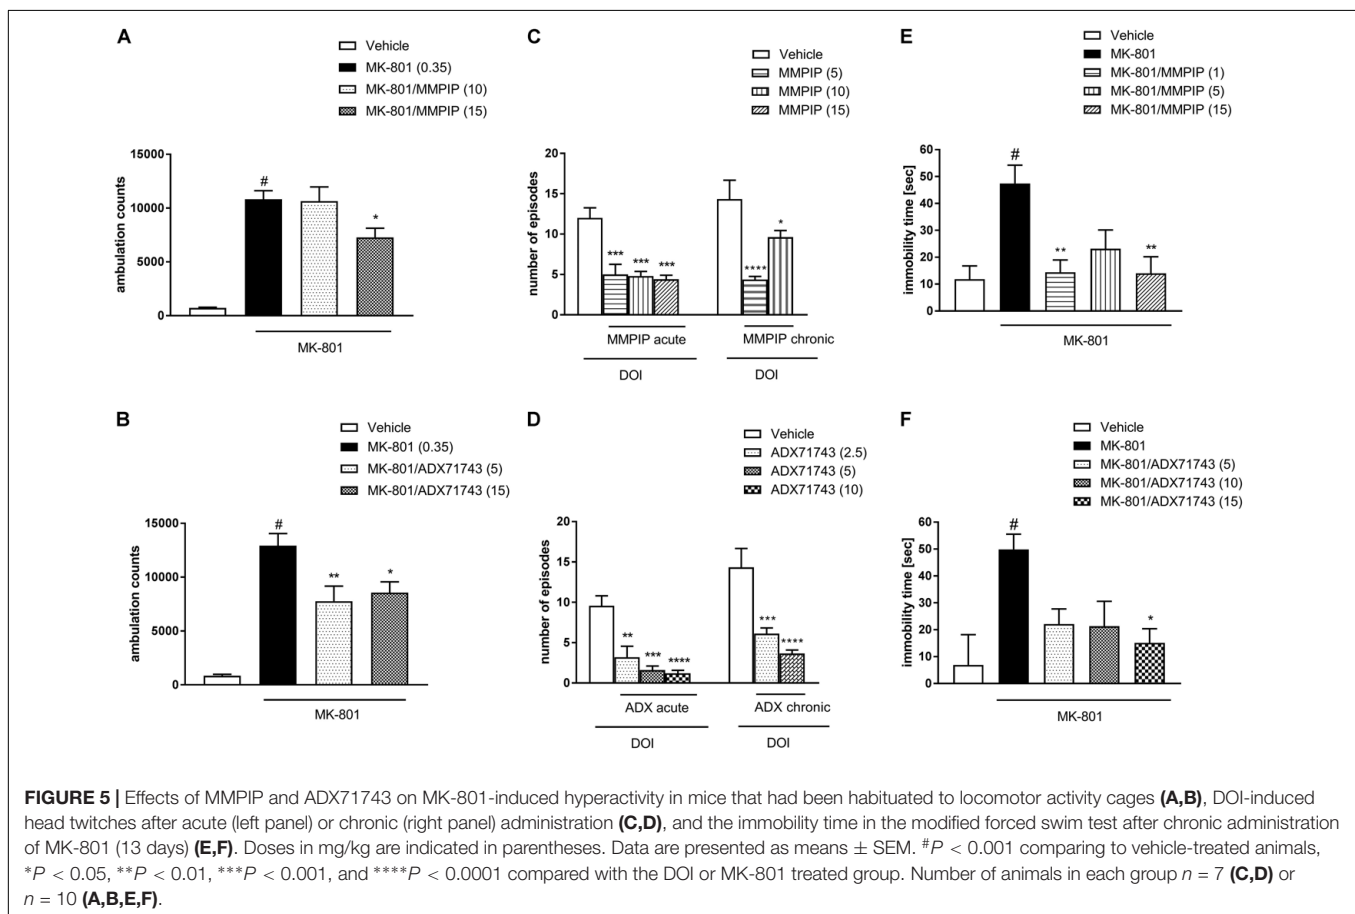 A
Vehicle
MK-801 (0.35)
MK-801/MMPIP (10)
MK-801/MMPIP (15)
15000
10000
5000
0
ambulation counts
#
*
MK-801
C
Vehicle
MMPIP (5)
MMPIP (10)
MMPIP (15)
20
15
10
5
0
number of episodes
*** *** ***
**** *
MMPIP acute MMPIP chronic
DOI DOI
E
Vehicle
MK-801
MK-801/MMPIP (1)
MK-801/MMPIP (5)
MK-801/MMPIP (15)
60
50
40
30
20
10
0
immobility time [sec]
#
** **
MK-801
B
Vehicle
MK-801 (0.35)
MK-801/ADX71743 (5)
MK-801/ADX71743 (15)
15000
10000
5000
0
ambulation counts
#
** *
MK-801
D
Vehicle
ADX71743 (2.5)
ADX71743 (5)
ADX71743 (10)
20
15
10
5
0
number of episodes
** *** ****
*** ****
ADX acute ADX chronic
DOI DOI
F
Vehicle
MK-801
MK-801/ADX71743 (5)
MK-801/ADX71743 (10)
MK-801/ADX71743 (15)
60
50
40
30
20
10
0
immobility time [sec]
#
*
MK-801
FIGURE 5 | Effects of MMPIP and ADX71743 on MK-801-induced hyperactivity in mice that had been habituated to locomotor activity cages (A,B), DOI-induced
head twitches after acute (left panel) or chronic (right panel) administration (C,D), and the immobility time in the modified forced swim test after chronic administration
of MK-801 (13 days) (E,F). Doses in mg/kg are indicated in parentheses. Data are presented as means ± SEM. #P < 0.001 comparing to vehicle-treated animals,
*P < 0.05, **P < 0.01, ***P < 0.001, and ****P < 0.0001 compared with the DOI or MK-801 treated group. Number of animals in each group n = 7 (C,D) or
n = 10 (A,B,E,F).